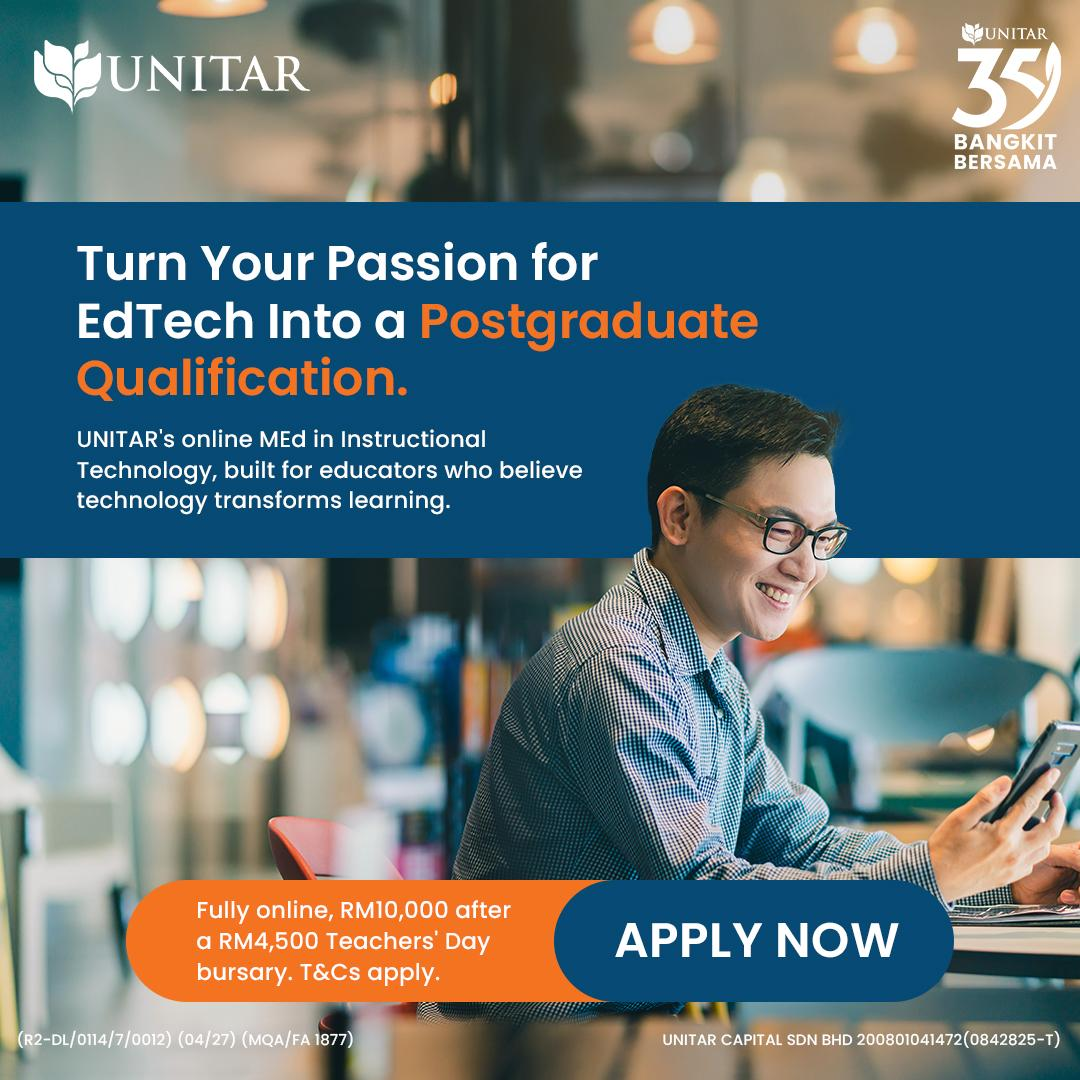 UNITAR
UNITAR
35
BANGKIT
BERSAMA
Turn Your Passion for
EdTech Into a Postgraduate
Qualification.
UNITAR's online MEd in Instructional
Technology, built for educators who believe
technology transforms learning.
Fully online, RM10,000 after
a RM4,500 Teachers' Day
bursary. T&Cs apply.
APPLY NOW
(R2-DL/0114/7/0012) (04/27) (MQA/FA 1877)
UNITAR CAPITAL SDN BHD 200801041472(0842825-T)